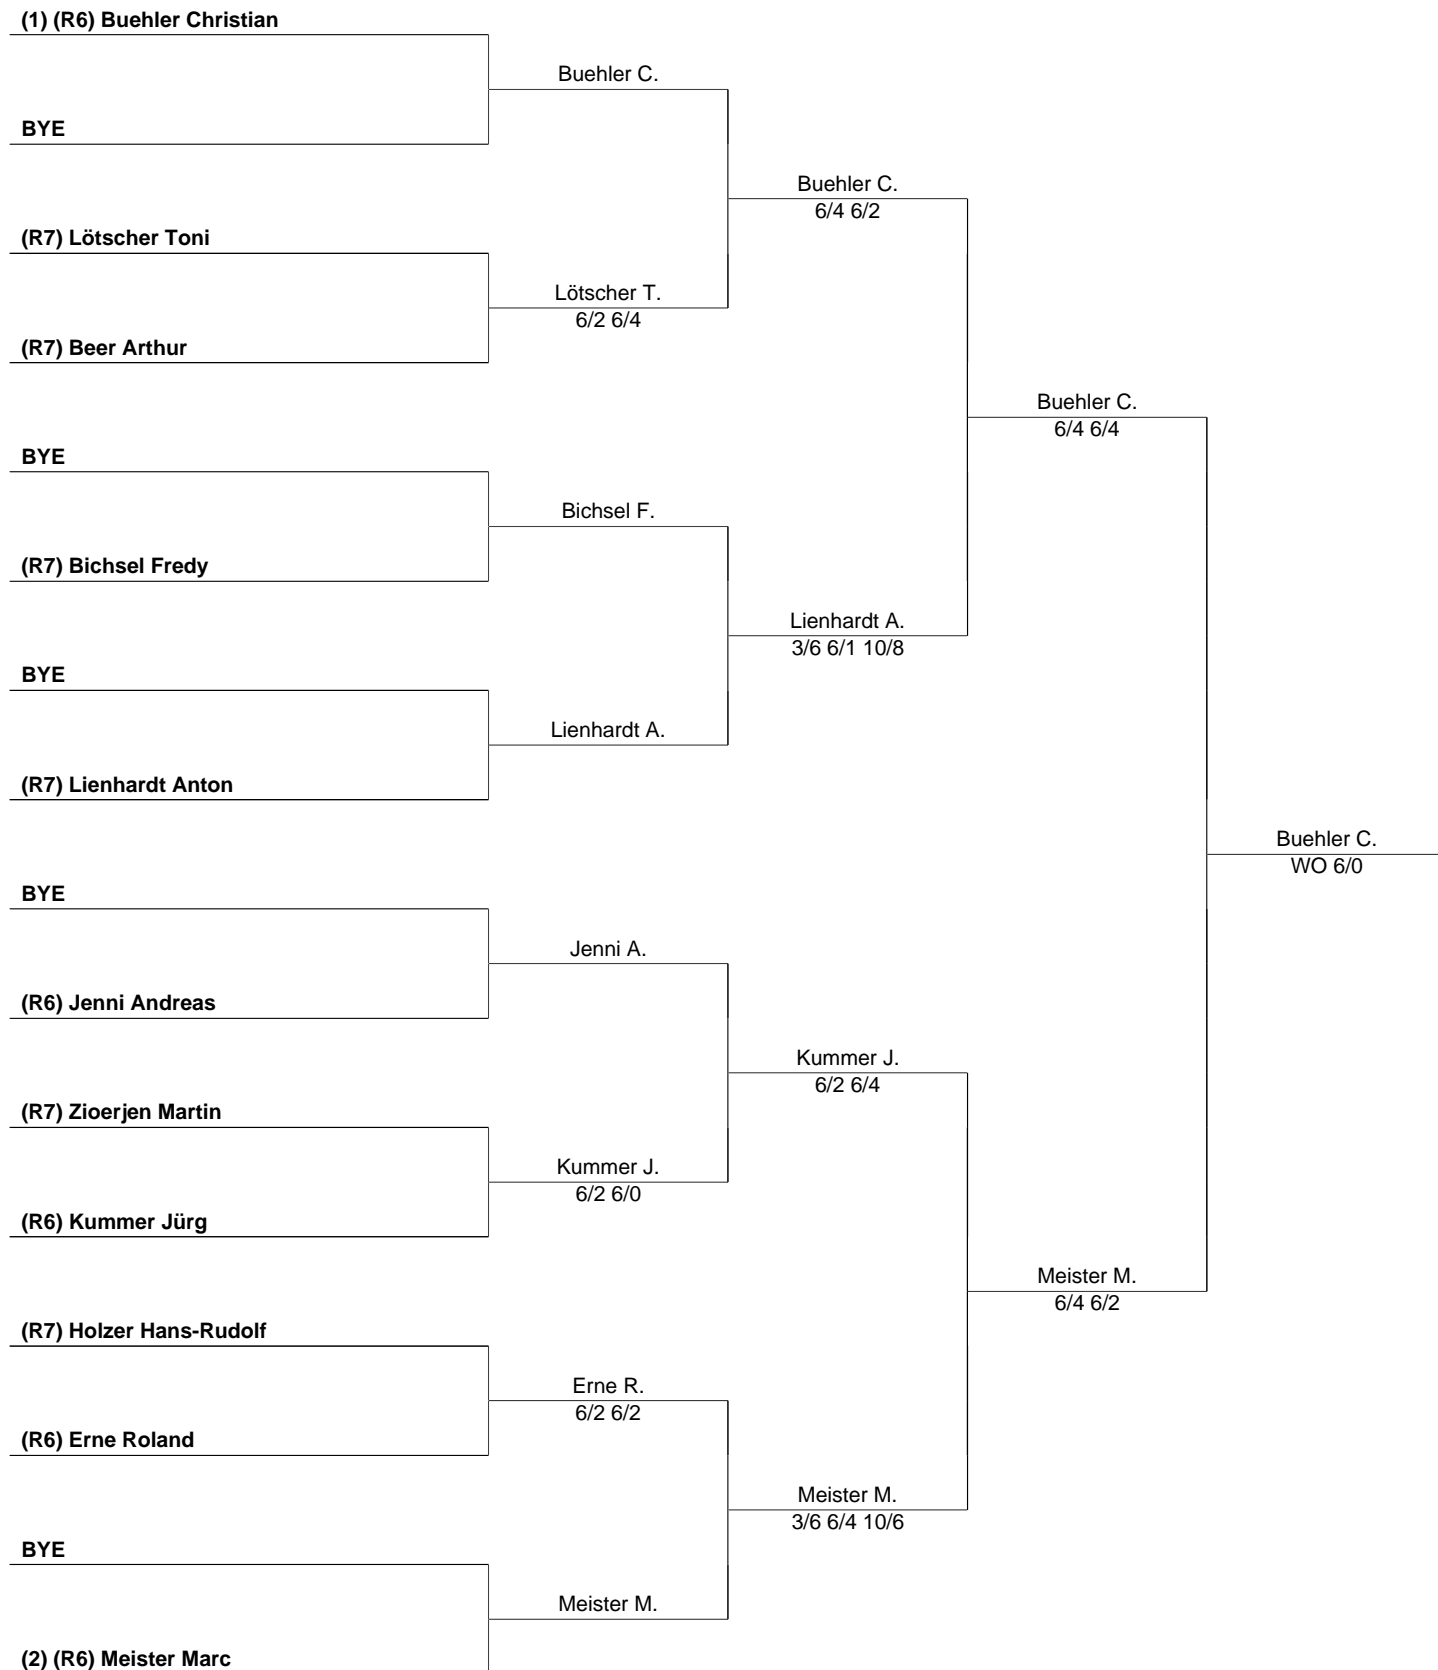 (1) (R6) Buehler Christian
Buehler C.
BYE
Buehler C.
6/4 6/2
(R7) Lötscher Toni
Lötscher T.
6/2 6/4
(R7) Beer Arthur
Buehler C.
6/4 6/4
BYE
Bichsel F.
(R7) Bichsel Fredy
Lienhardt A.
3/6 6/1 10/8
BYE
Lienhardt A.
(R7) Lienhardt Anton
Buehler C.
WO 6/0
BYE
Jenni A.
(R6) Jenni Andreas
Kummer J.
6/2 6/4
(R7) Zioerjen Martin
Kummer J.
6/2 6/0
(R6) Kummer Jürg
Meister M.
6/4 6/2
(R7) Holzer Hans-Rudolf
Erne R.
6/2 6/2
(R6) Erne Roland
Meister M.
3/6 6/4 10/6
BYE
Meister M.
(2) (R6) Meister Marc